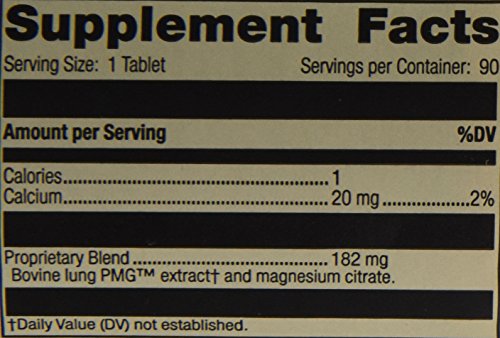 Supplement Facts
Serving Size: 1 Tablet Servings per Container: 90
Amount per Serving %DV
Calories..................................................1
Calcium..................................................20 mg ...................2%
Proprietary Blend ..................................182 mg
Bovine lung PMG™ extract† and magnesium citrate.
†Daily Value (DV) not established.